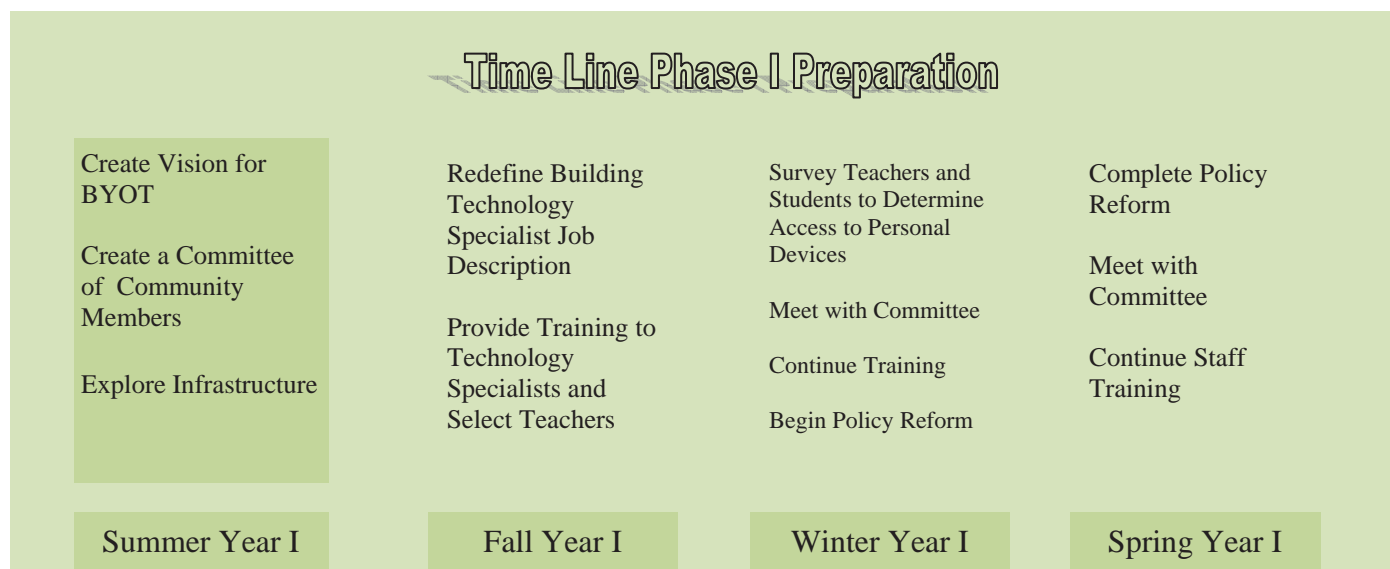 Time Line Phase I Preparation
Create Vision for
BYOT
Create a Committee
of Community
Members
Explore Infrastructure
Redefine Building
Technology
Specialist Job
Description
Provide Training to
Technology
Specialists and
Select Teachers
Survey Teachers and
Students to Determine
Access to Personal
Devices
Meet with Committee
Continue Training
Begin Policy Reform
Complete Policy
Reform
Meet with
Committee
Continue Staff
Training
Summer Year I
Fall Year I
Winter Year I
Spring Year I